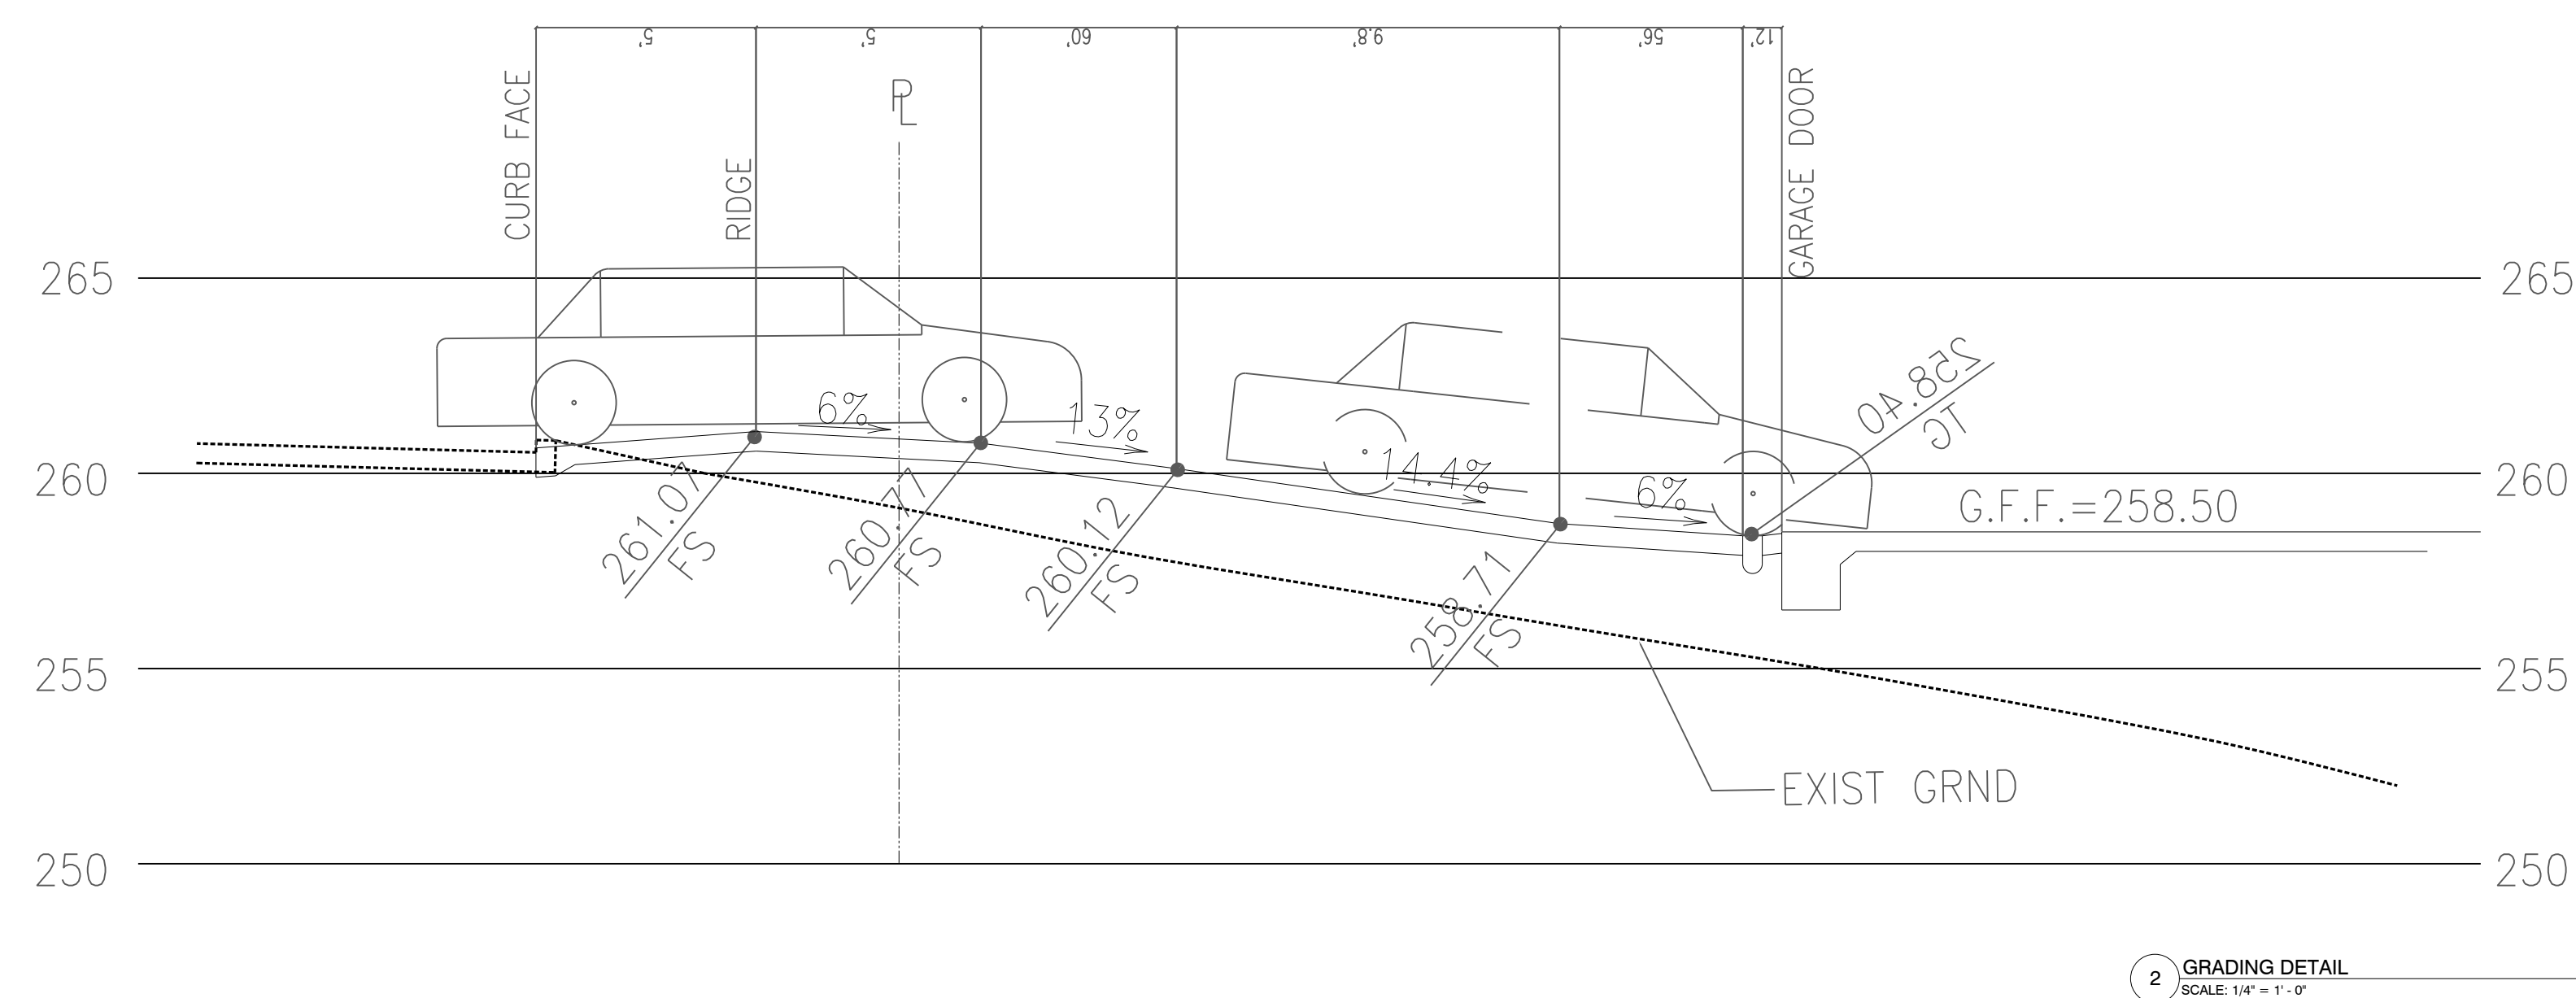 5'
5'
60'
9.8'
56'
12'
CURB FACE
RIDGE
PL
GARAGE DOOR
265
265
6%
13%
14.4%
6%
258.40
TC
260
260
G.F.F.=258.50
261.07
FS
260.77
FS
260.12
FS
258.71
FS
255
255
EXIST GRND
250
250
2
GRADING DETAIL
SCALE: 1/4" = 1' - 0"